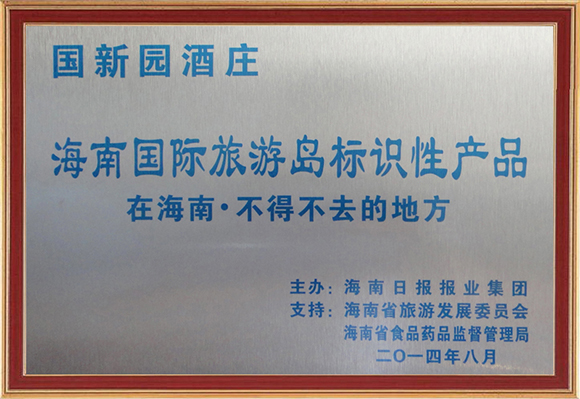 国新园酒庄
海南国际旅游岛标识性产品
在海南·不得不去的地方
主办：海南日报报业集团
支持：海南省旅游发展委员会
海南省食品药品监督管理局
二〇一四年八月